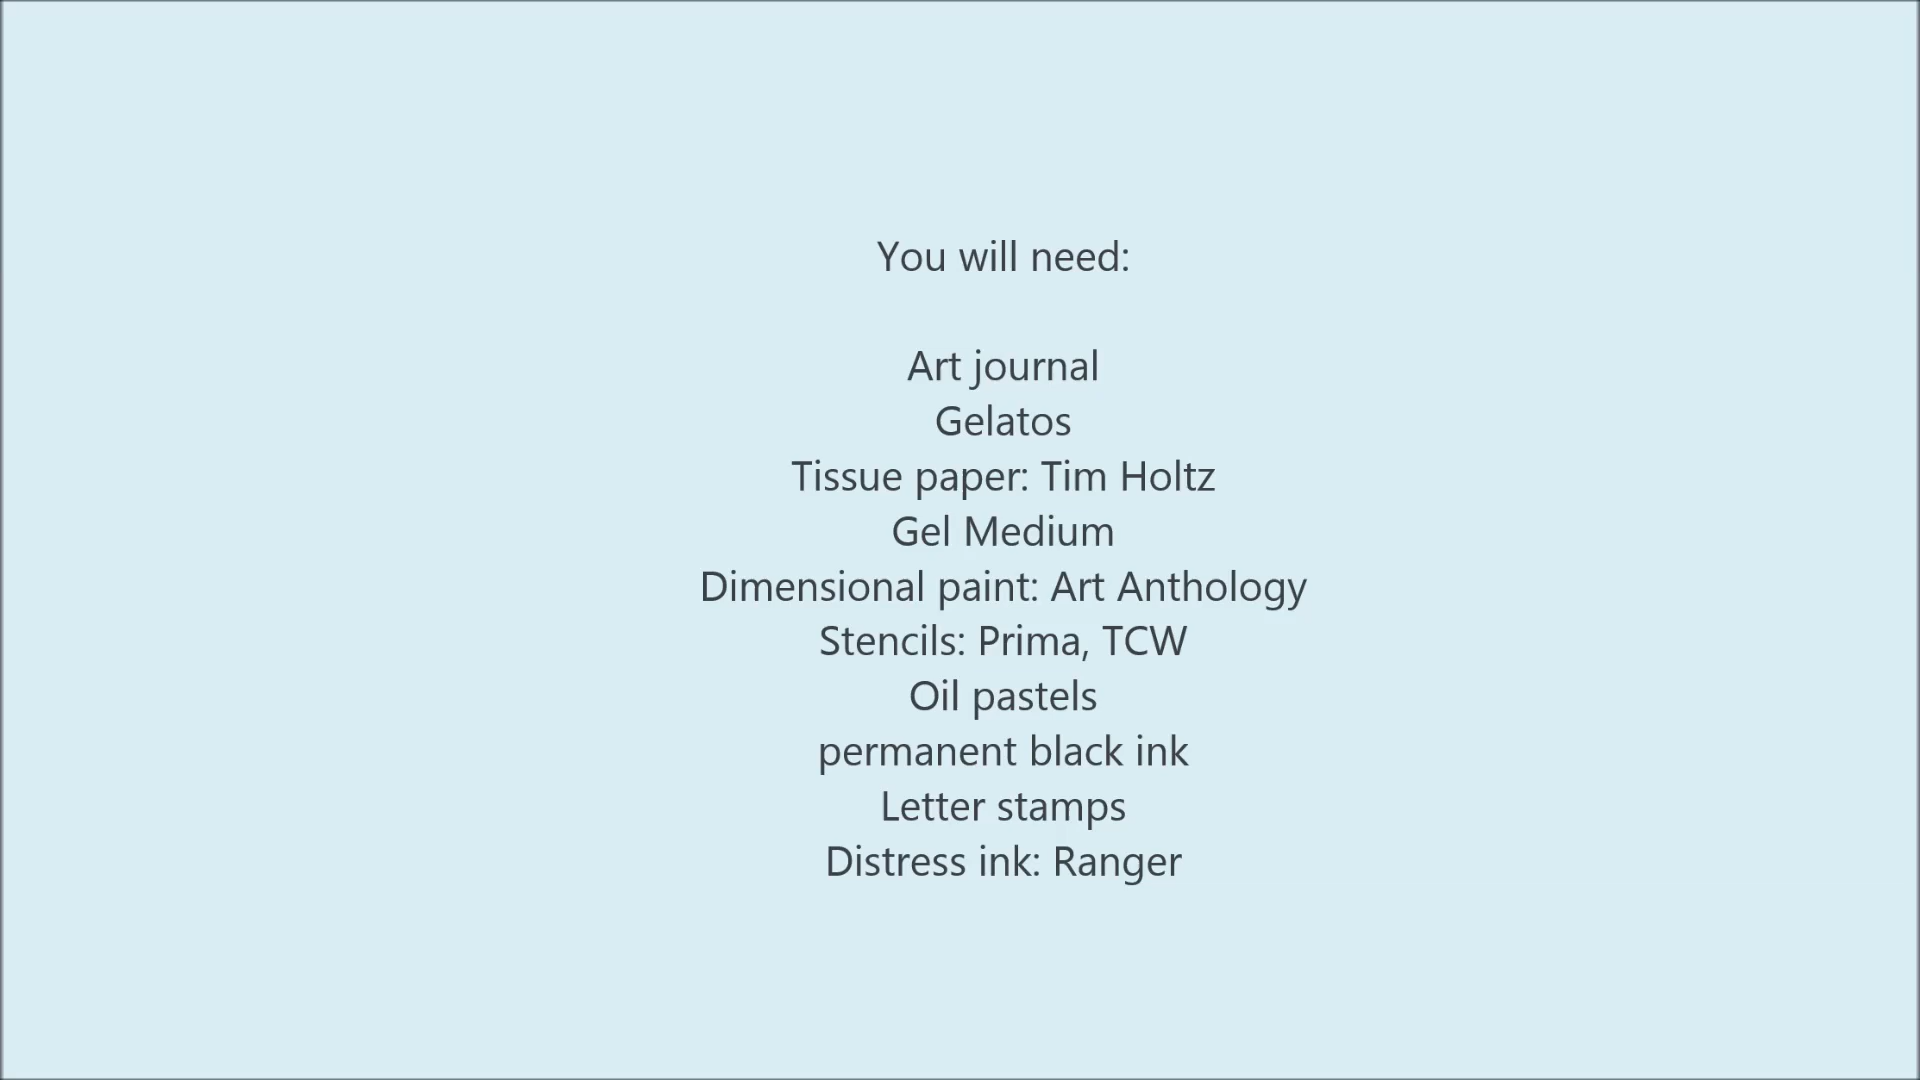 You will need:
Art journal
Gelatos
Tissue paper: Tim Holtz
Gel Medium
Dimensional paint: Art Anthology
Stencils: Prima, TCW
Oil pastels
permanent black ink
Letter stamps
Distress ink: Ranger